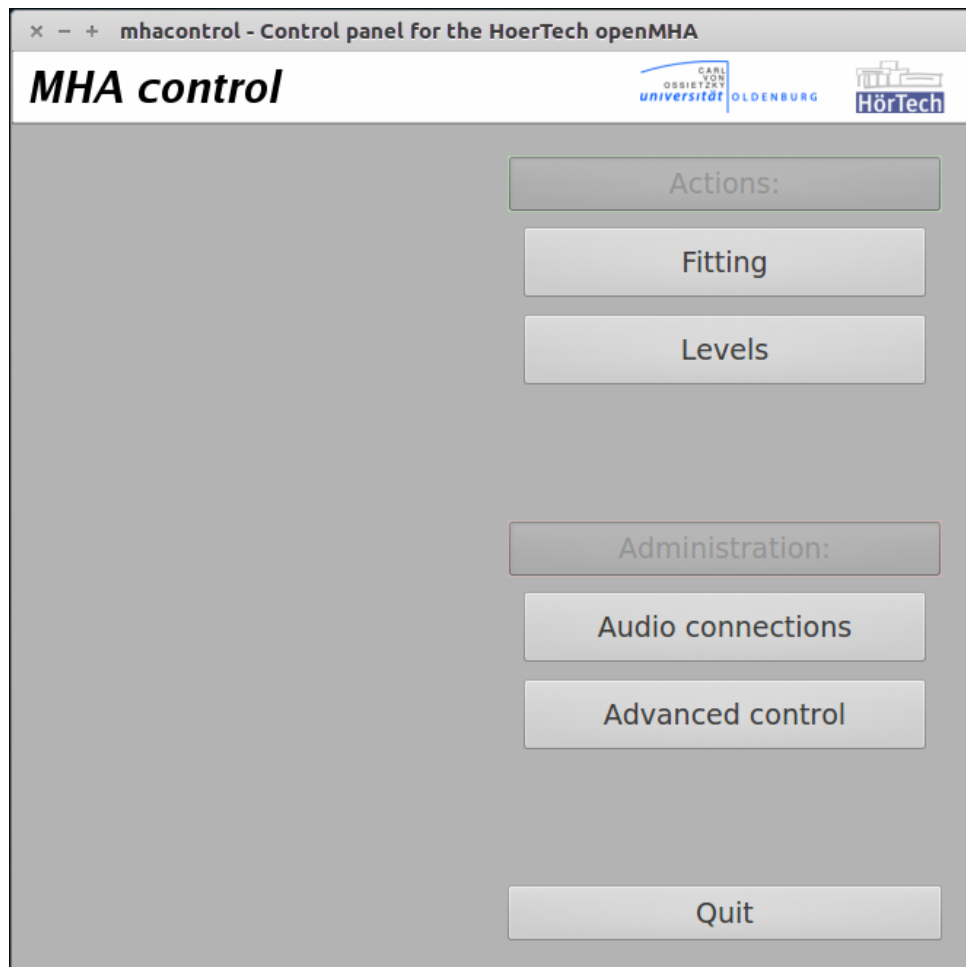 × − + mhacontrol - Control panel for the HoerTech openMHA
MHA control
CARL
VON
OSSIETZKY
universität OLDENBURG
HörTech
Actions:
Fitting
Levels
Administration:
Audio connections
Advanced control
Quit